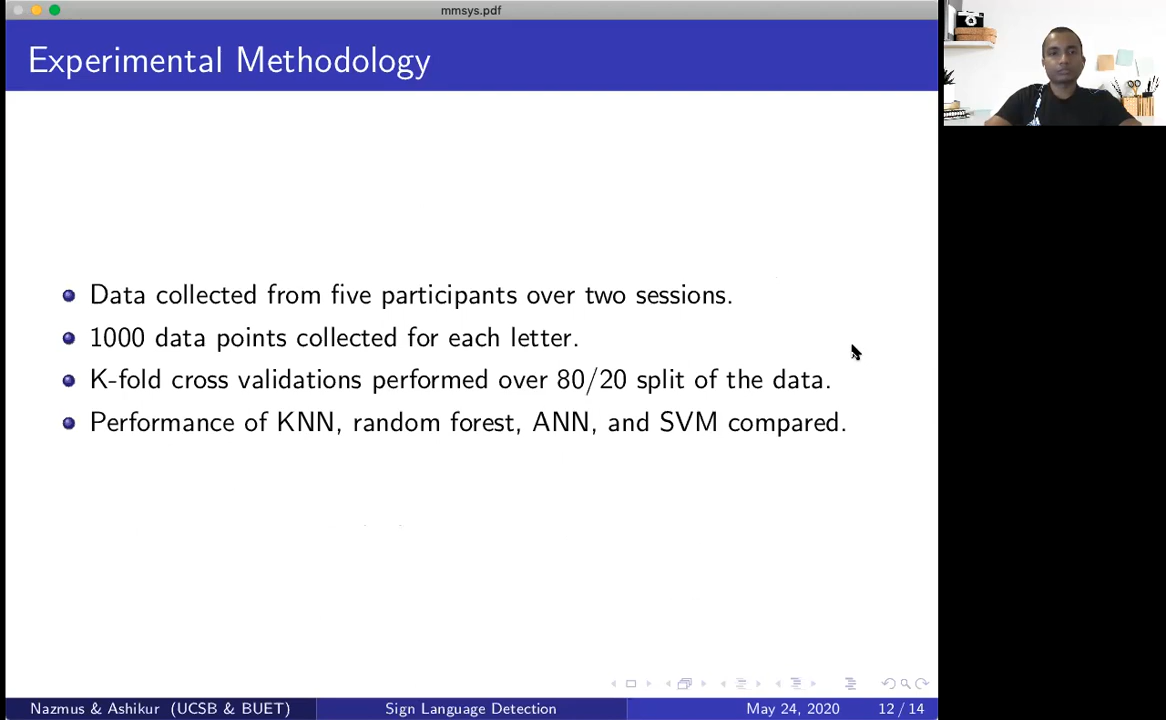 mmsys.pdf
Experimental Methodology
Data collected from five participants over two sessions.
1000 data points collected for each letter.
K-fold cross validations performed over 80/20 split of the data.
Performance of KNN, random forest, ANN, and SVM compared.
Nazmus & Ashikur (UCSB & BUET) Sign Language Detection May 24, 2020 12 / 14